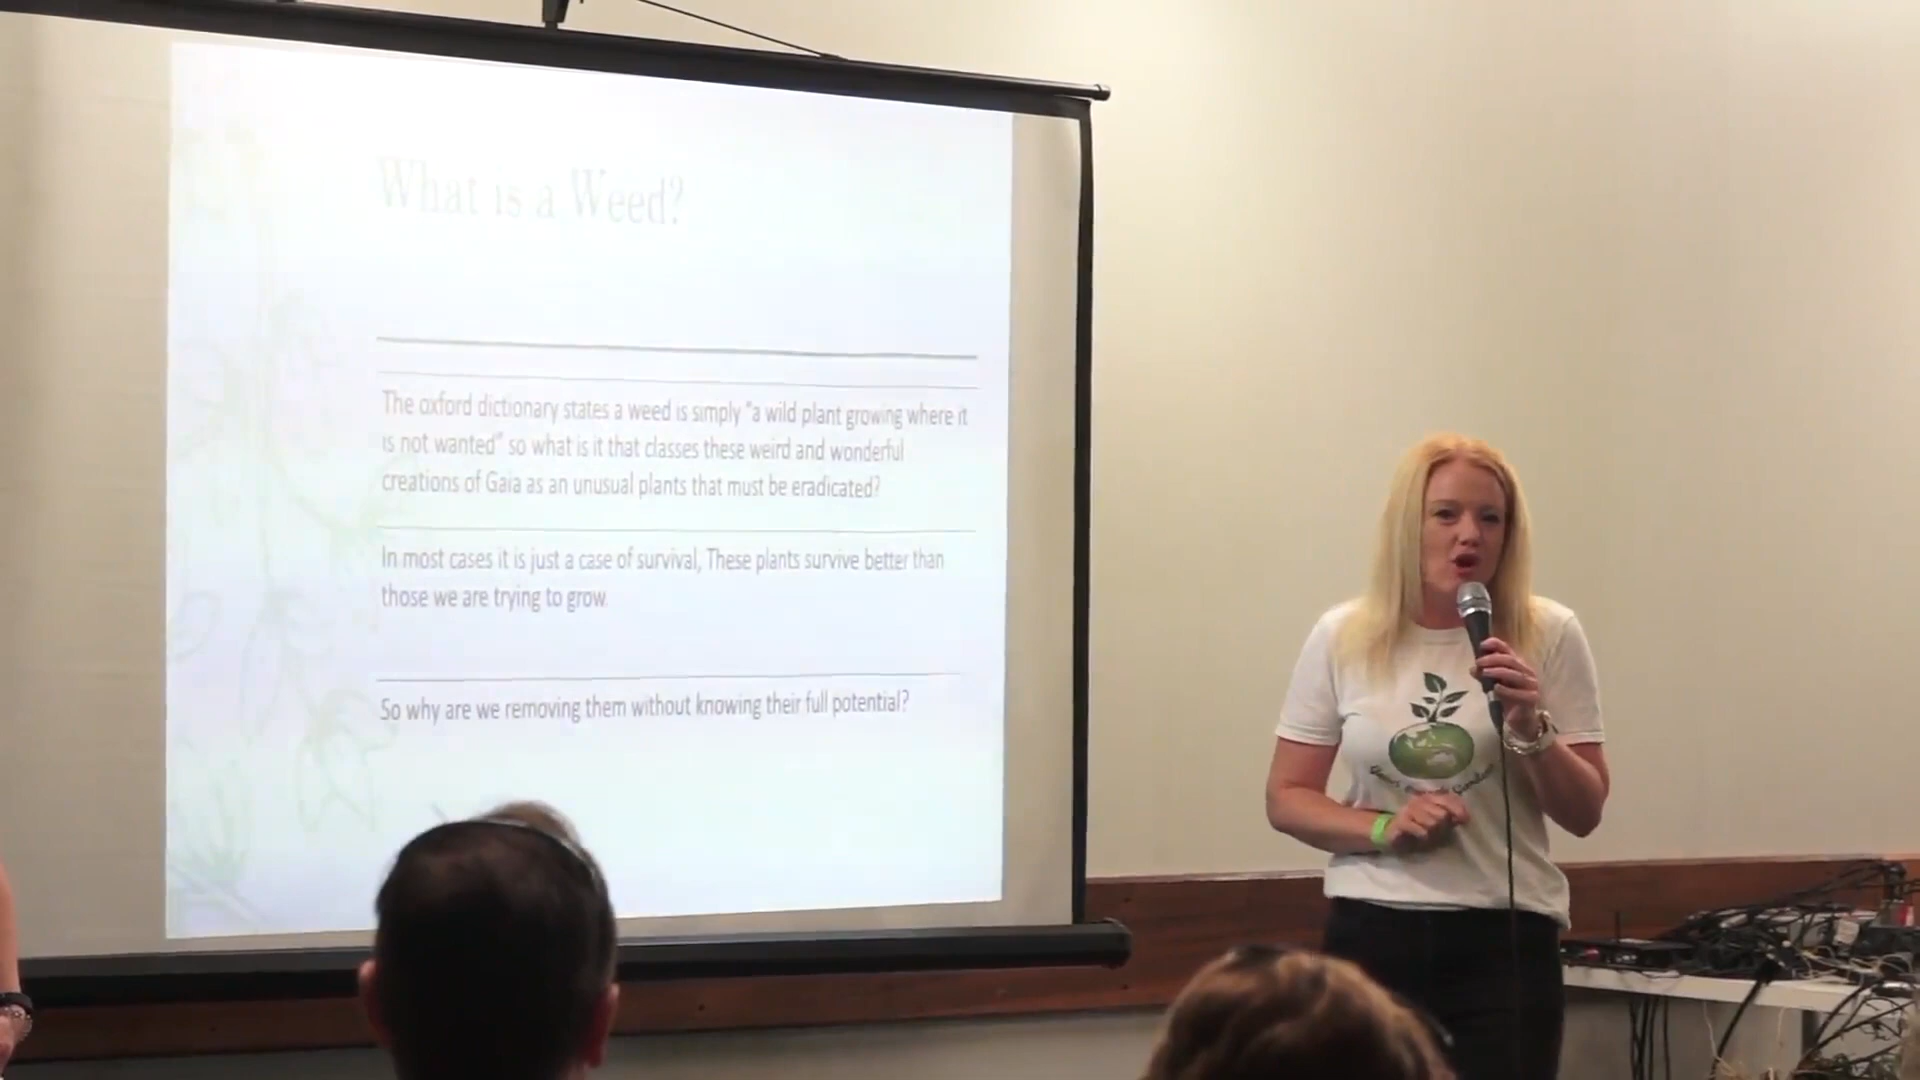 What is a Weed?
The oxford dictionary states a weed is simply "a wild plant growing where it
is not wanted" so what is it that classes these weird and wonderful
creations of Gaia as an unusual plants that must be eradicated?
In most cases it is just a case of survival, These plants survive better than
those we are trying to grow.
So why are we removing them without knowing their full potential?